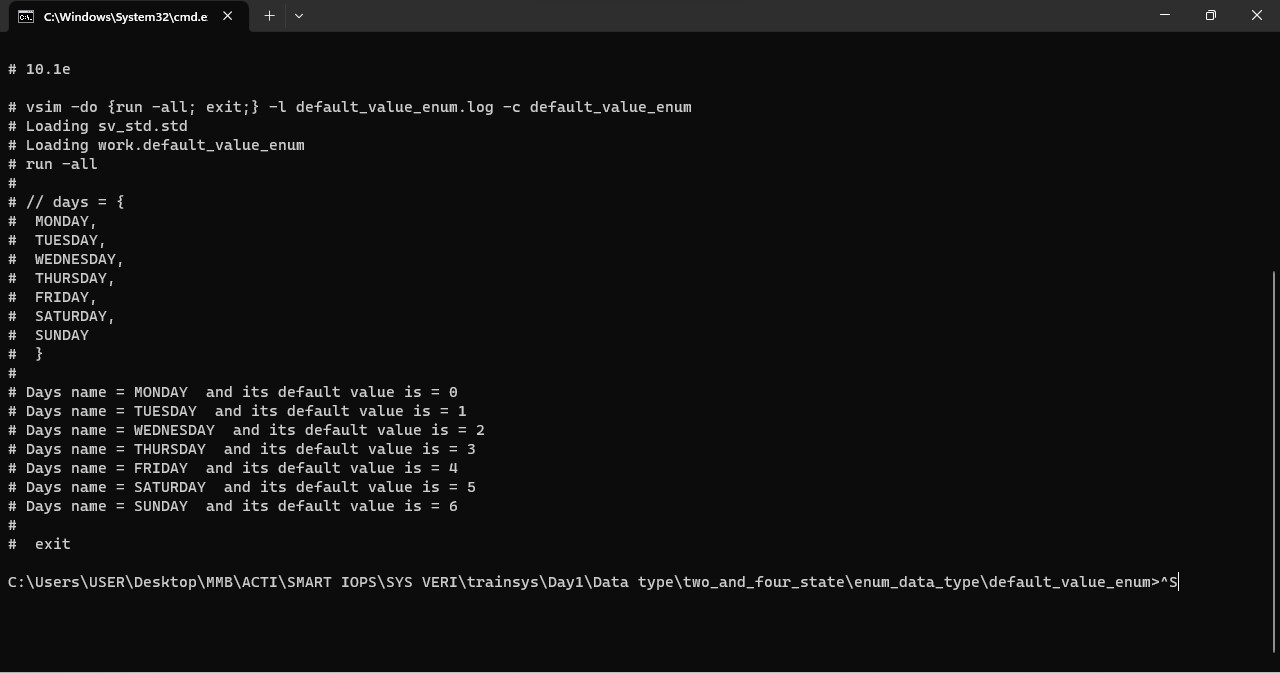 C:\Windows\System32\cmd.e
# 10.1e
# vsim -do {run -all; exit;} -l default_value_enum.log -c default_value_enum
# Loading sv_std.std
# Loading work.default_value_enum
# run -all
#
# // days = {
#  MONDAY,
#  TUESDAY,
#  WEDNESDAY,
#  THURSDAY,
#  FRIDAY,
#  SATURDAY,
#  SUNDAY
#  }
#
# Days name = MONDAY  and its default value is = 0
# Days name = TUESDAY  and its default value is = 1
# Days name = WEDNESDAY  and its default value is = 2
# Days name = THURSDAY  and its default value is = 3
# Days name = FRIDAY  and its default value is = 4
# Days name = SATURDAY  and its default value is = 5
# Days name = SUNDAY  and its default value is = 6
#
#  exit
C:\Users\USER\Desktop\MMB\ACTI\SMART IOPS\SYS VERI\trainsys\Day1\Data type\two_and_four_state\enum_data_type\default_value_enum>^S